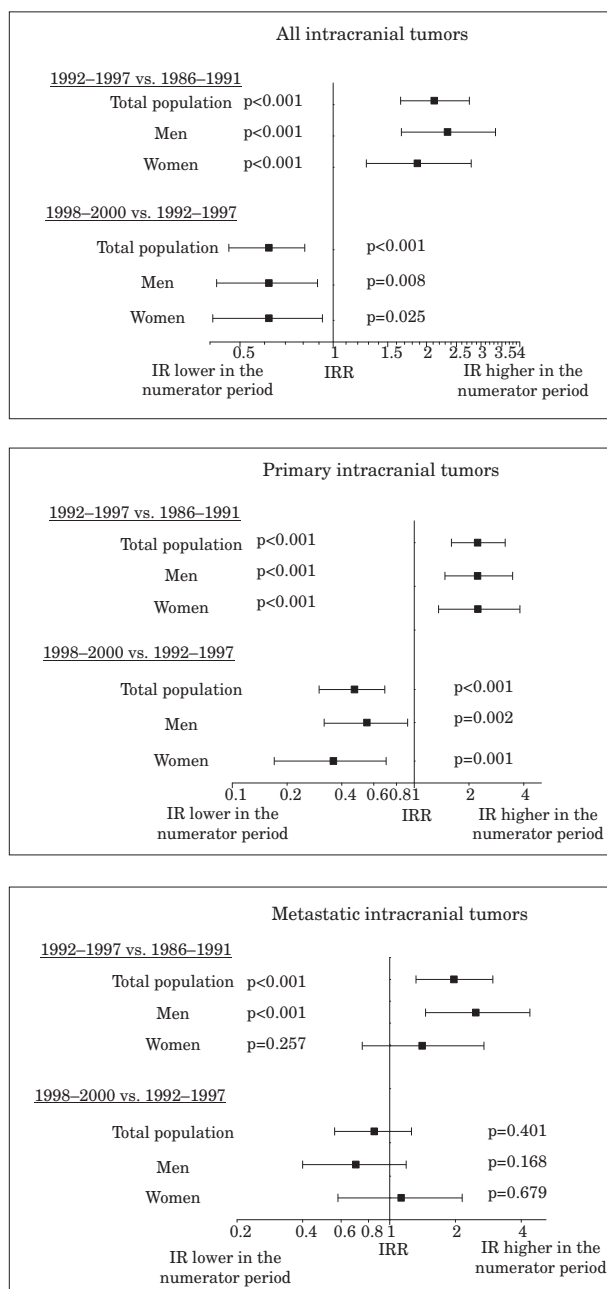 All intracranial tumors
1992–1997 vs. 1986–1991
Total population p<0.001
Men p<0.001
Women p<0.001
1998–2000 vs. 1992–1997
Total population p<0.001
Men p=0.008
Women p=0.025
0.5 1 1.5 2 2.5 3 3.5 4
IR lower in the numerator period IRR IR higher in the numerator period
Primary intracranial tumors
1992–1997 vs. 1986–1991
Total population p<0.001
Men p<0.001
Women p<0.001
1998–2000 vs. 1992–1997
Total population p<0.001
Men p=0.002
Women p=0.001
0.1 0.2 0.4 0.6 0.8 1 2 4
IR lower in the numerator period IRR IR higher in the numerator period
Metastatic intracranial tumors
1992–1997 vs. 1986–1991
Total population p<0.001
Men p<0.001
Women p=0.257
1998–2000 vs. 1992–1997
Total population p=0.401
Men p=0.168
Women p=0.679
0.2 0.4 0.6 0.8 1 2 4
IR lower in the numerator period IRR IR higher in the numerator period